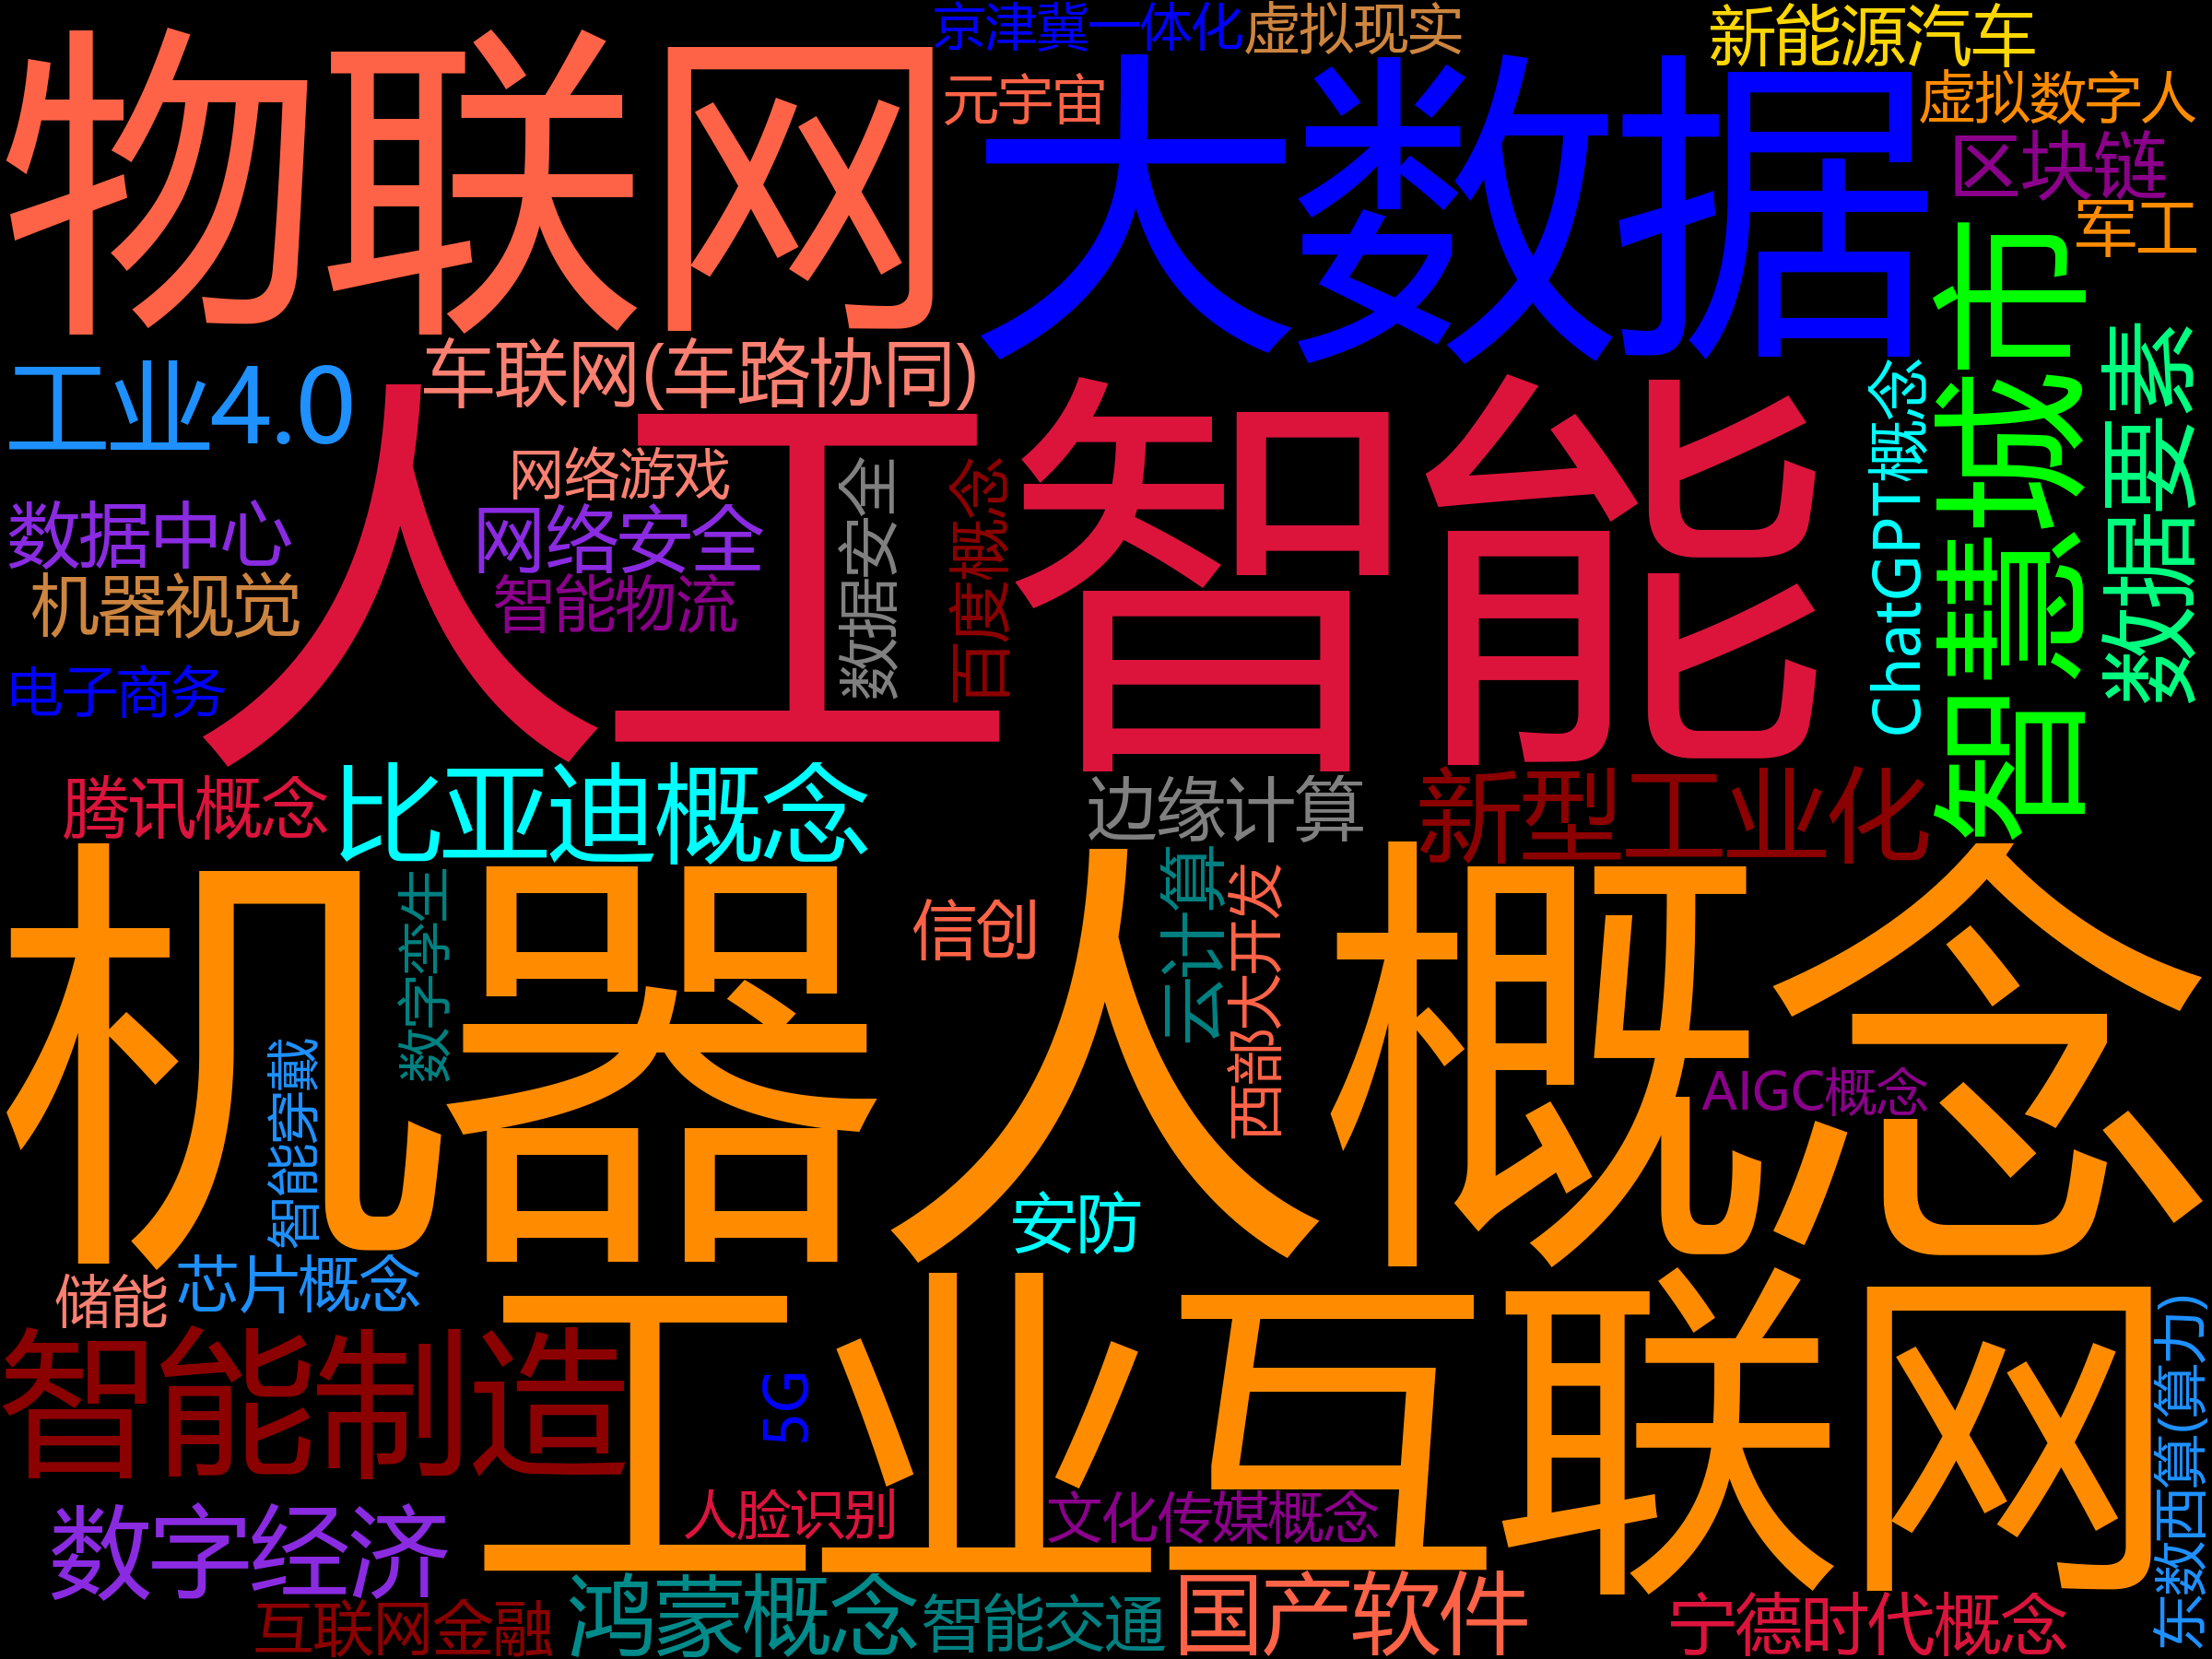 京津冀一体化
虚拟现实
新能源汽车
物联网
大数据
元宇宙
虚拟数字人
区块链
军工
智慧城市
数据要素
ChatGPT概念
工业4.0
车联网(车路协同)
人工智能
网络游戏
数据中心
网络安全
数据安全
百度概念
机器视觉
智能物流
电子商务
腾讯概念
比亚迪概念
边缘计算
新型工业化
机器人概念
数字孪生
信创
云计算
西部大开发
智能穿戴
AIGC概念
安防
储能
芯片概念
工业互联网
智能制造
5G
东数西算(算力)
数字经济
人脸识别
文化传媒概念
互联网金融
鸿蒙概念
智能交通
国产软件
宁德时代概念